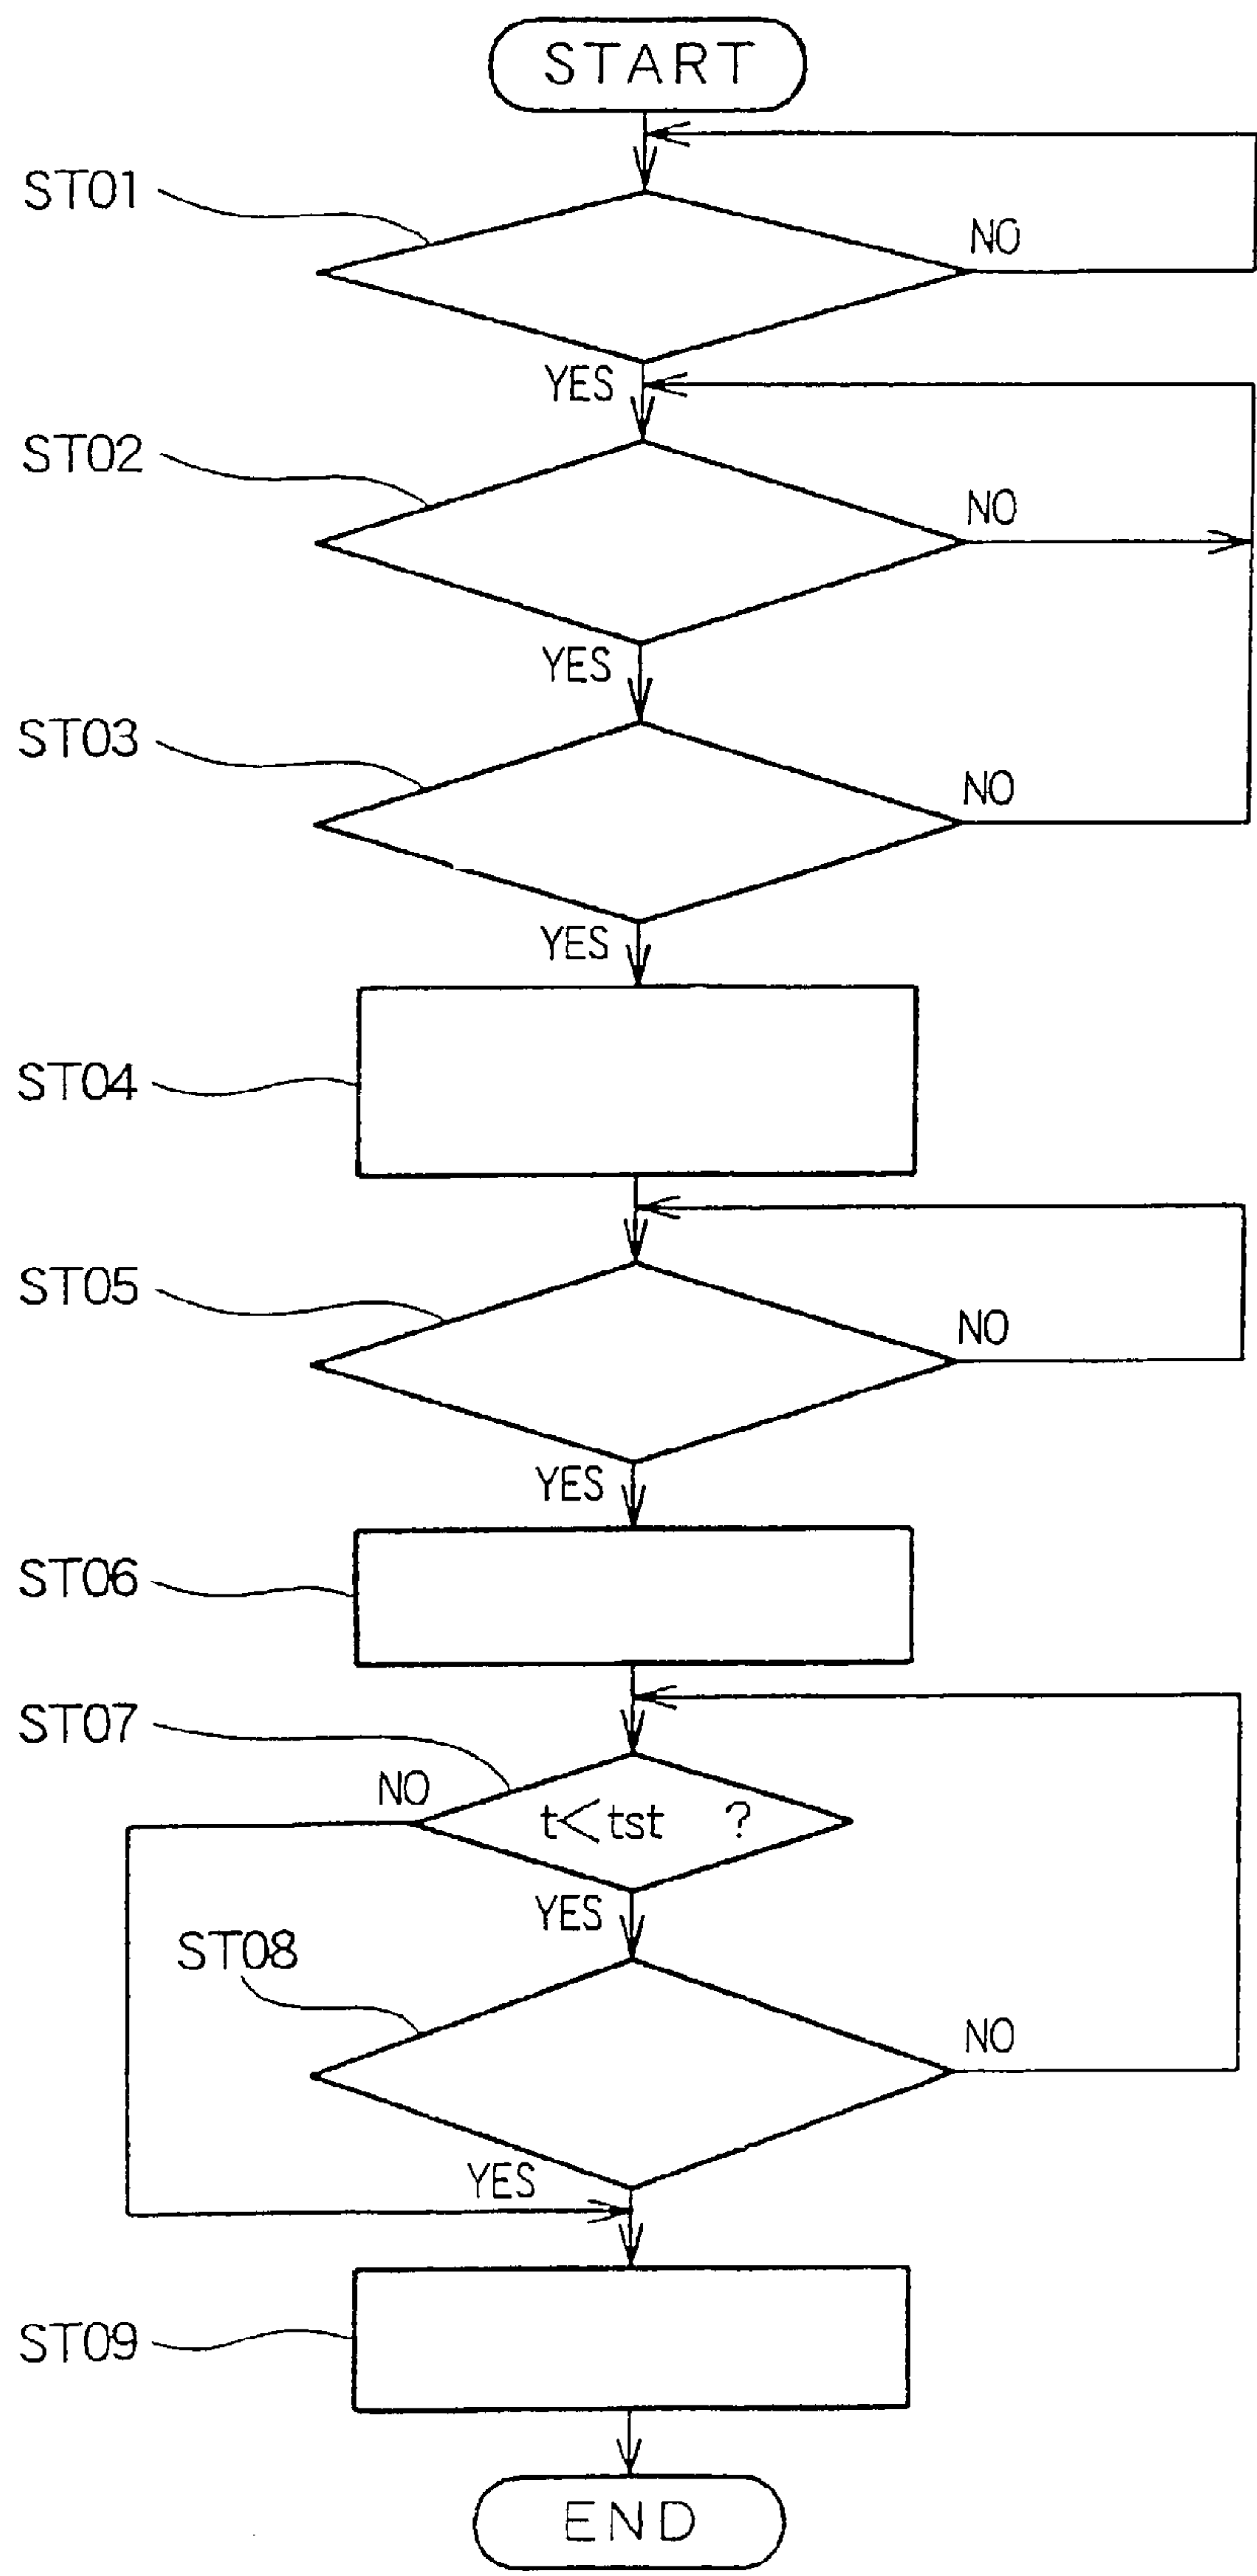 START
ST01
NO
YES
ST02
NO
YES
ST03
NO
YES
ST04
ST05
NO
YES
ST06
ST07
NO
t<tst ?
YES
ST08
NO
YES
ST09
END